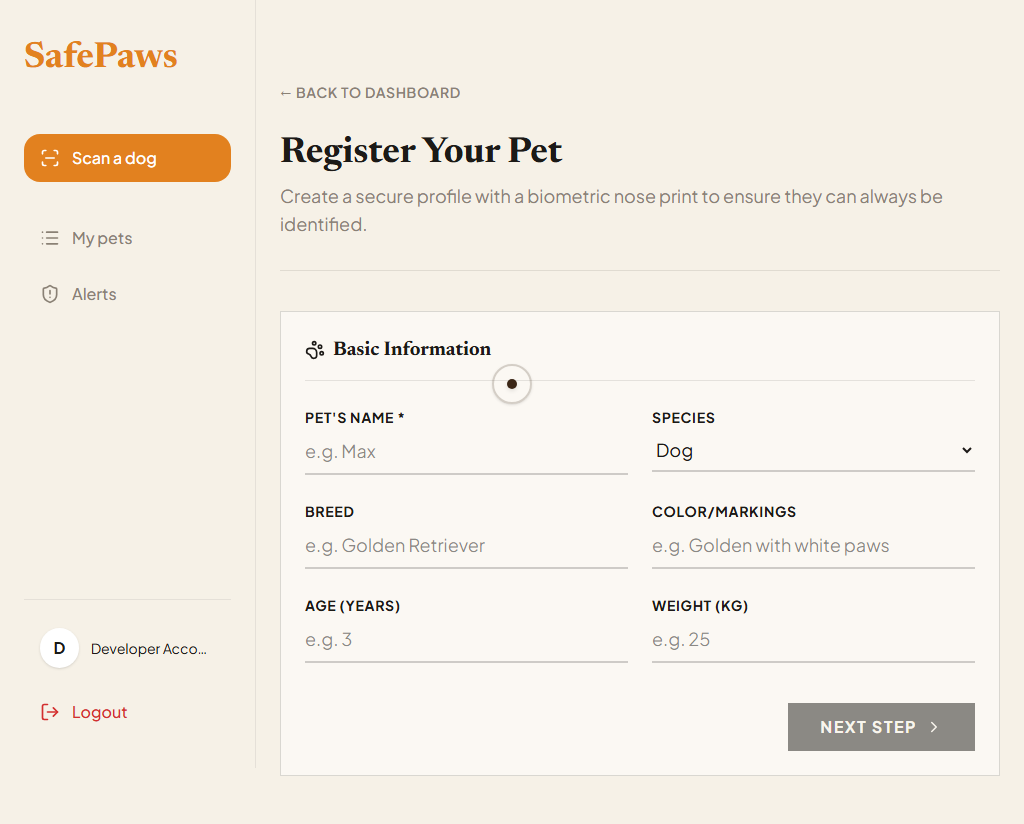 SafePaws
Scan a dog
My pets
Alerts
D
Developer Acco...
Logout
← BACK TO DASHBOARD
Register Your Pet
Create a secure profile with a biometric nose print to ensure they can always be
identified.
Basic Information
PET'S NAME *
e.g. Max
SPECIES
Dog
BREED
e.g. Golden Retriever
COLOR/MARKINGS
e.g. Golden with white paws
AGE (YEARS)
e.g. 3
WEIGHT (KG)
e.g. 25
NEXT STEP